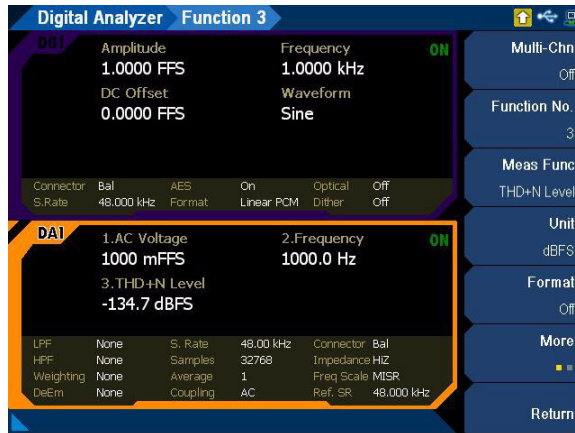 Digital Analyzer Function 3
DG1
Amplitude Frequency ON
1.0000 FFS 1.0000 kHz
DC Offset Waveform
0.0000 FFS Sine
Connector Bal AES On Optical Off
S.Rate 48.000 kHz Format Linear PCM Dither Off
DA1
1.AC Voltage 2.Frequency ON
1000 mFFS 1000.0 Hz
3.THD+N Level
-134.7 dBFS
LPF None S. Rate 48.00 kHz Connector Bal
HPF None Samples 32768 Impedance HiZ
Weighting None Average 1 Freq Scale MISR
DeEm None Coupling AC Ref. SR 48.000 kHz
Multi-Chn
Off
Function No.
3
Meas Func
THD+N Level
Unit
dBFS
Format
Off
More
Return